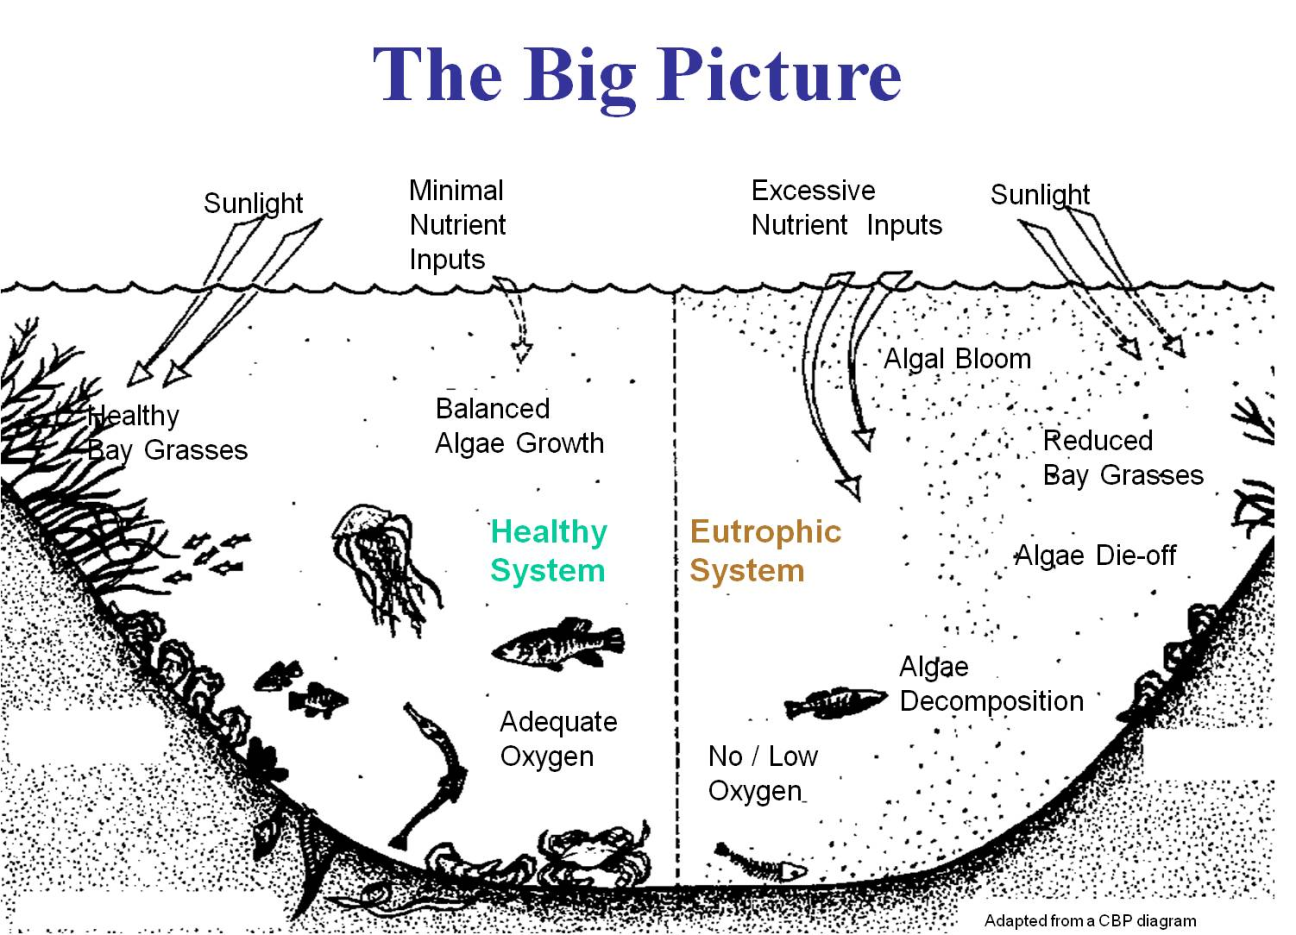 The Big Picture
Sunlight
Minimal
Nutrient
Inputs
Excessive
Nutrient Inputs
Sunlight
Healthy
Bay Grasses
Balanced
Algae Growth
Algal Bloom
Reduced
Bay Grasses
Healthy
System
Eutrophic
System
Algae Die-off
Adequate
Oxygen
Algae
Decomposition
No / Low
Oxygen
Adapted from a CBP diagram